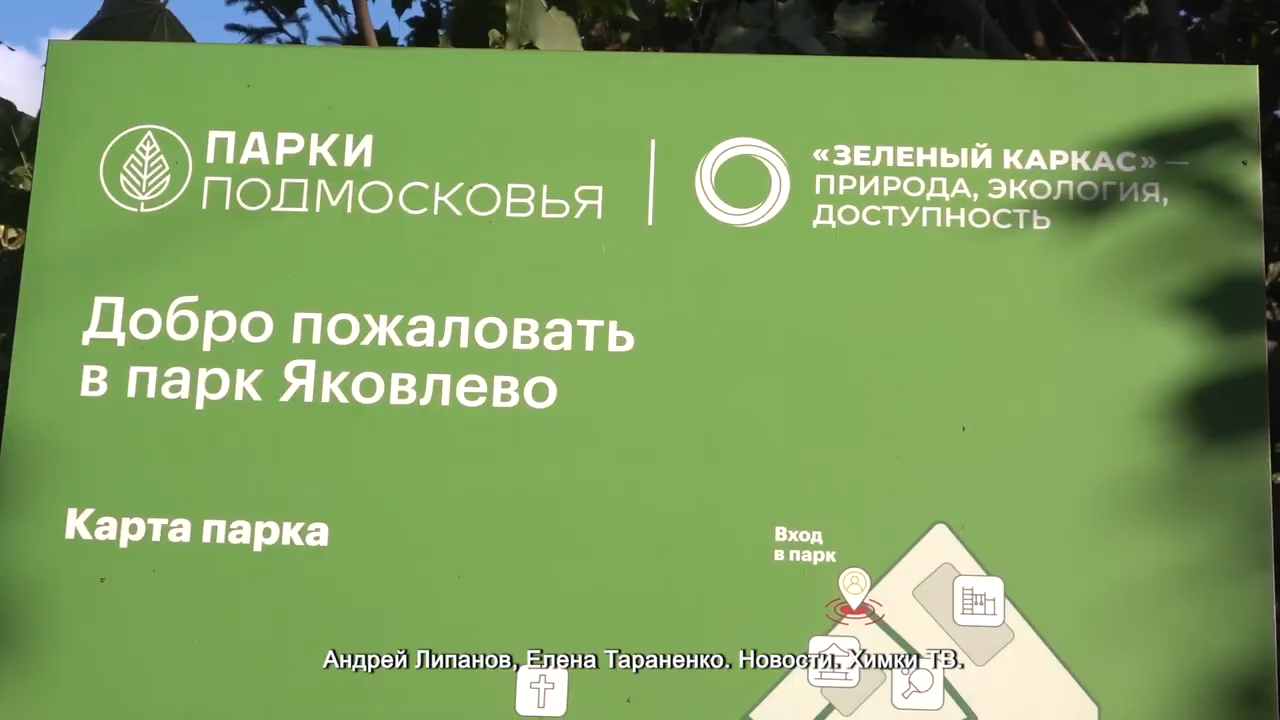 ПАРКИ
ПОДМОСКОВЬЯ
«ЗЕЛЕНЫЙ КАРКАС» —
ПРИРОДА, ЭКОЛОГИЯ,
ДОСТУПНОСТЬ
Добро пожаловать
в парк Яковлево
Карта парка
Вход
в парк
Андрей Липанов, Елена Тараненко. Новости. Химки ТВ.